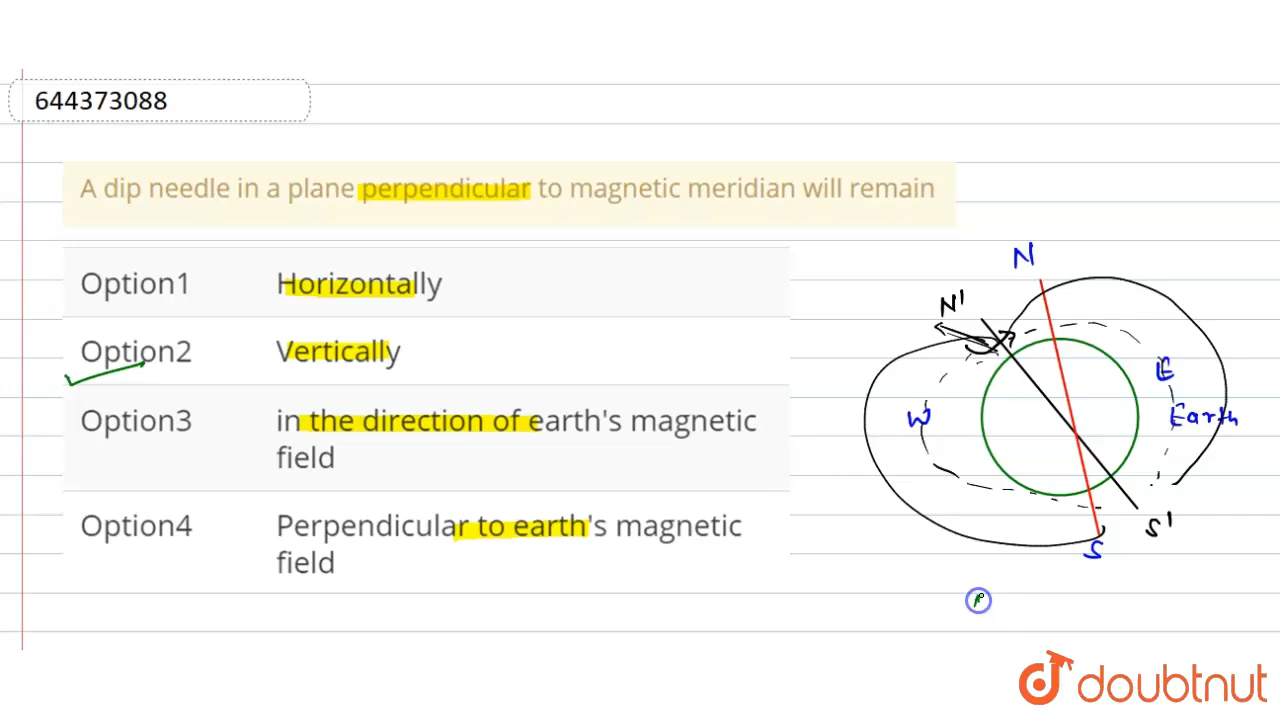 644373088
A dip needle in a plane perpendicular to magnetic meridian will remain
Option1 Horizontally
Option2 Vertically
Option3 in the direction of earth's magnetic
field
Option4 Perpendicular to earth's magnetic
field
N
N'
E
W
Earth
S'
S
doubtnut